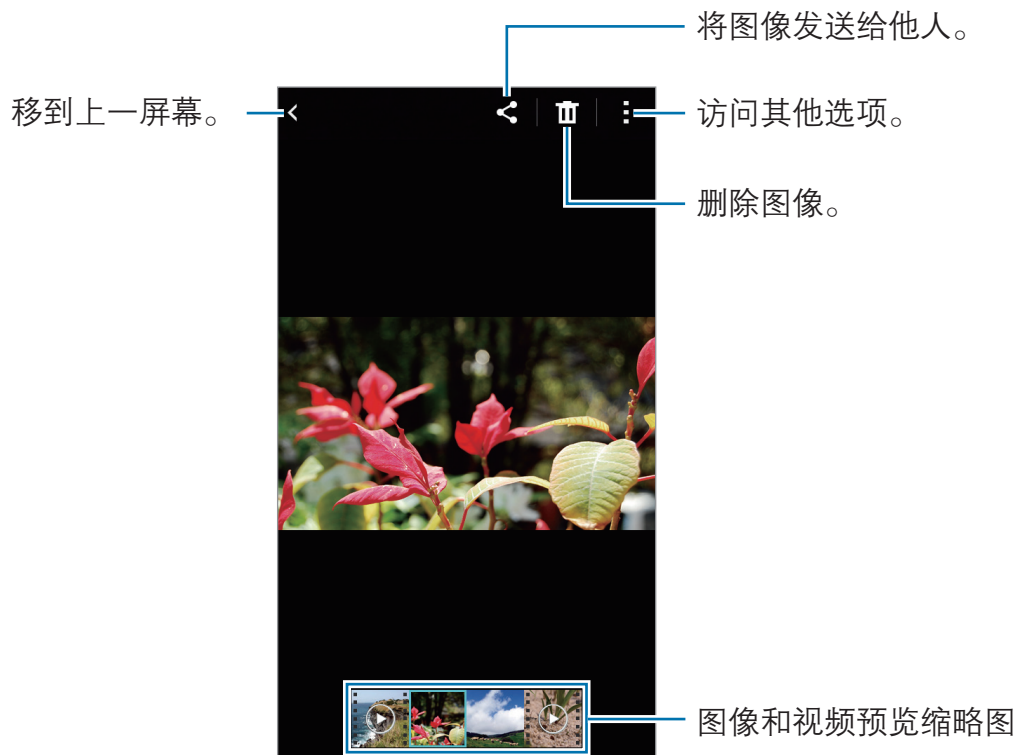 将图像发送给他人。
移到上一屏幕。
访问其他选项。
删除图像。
图像和视频预览缩略图